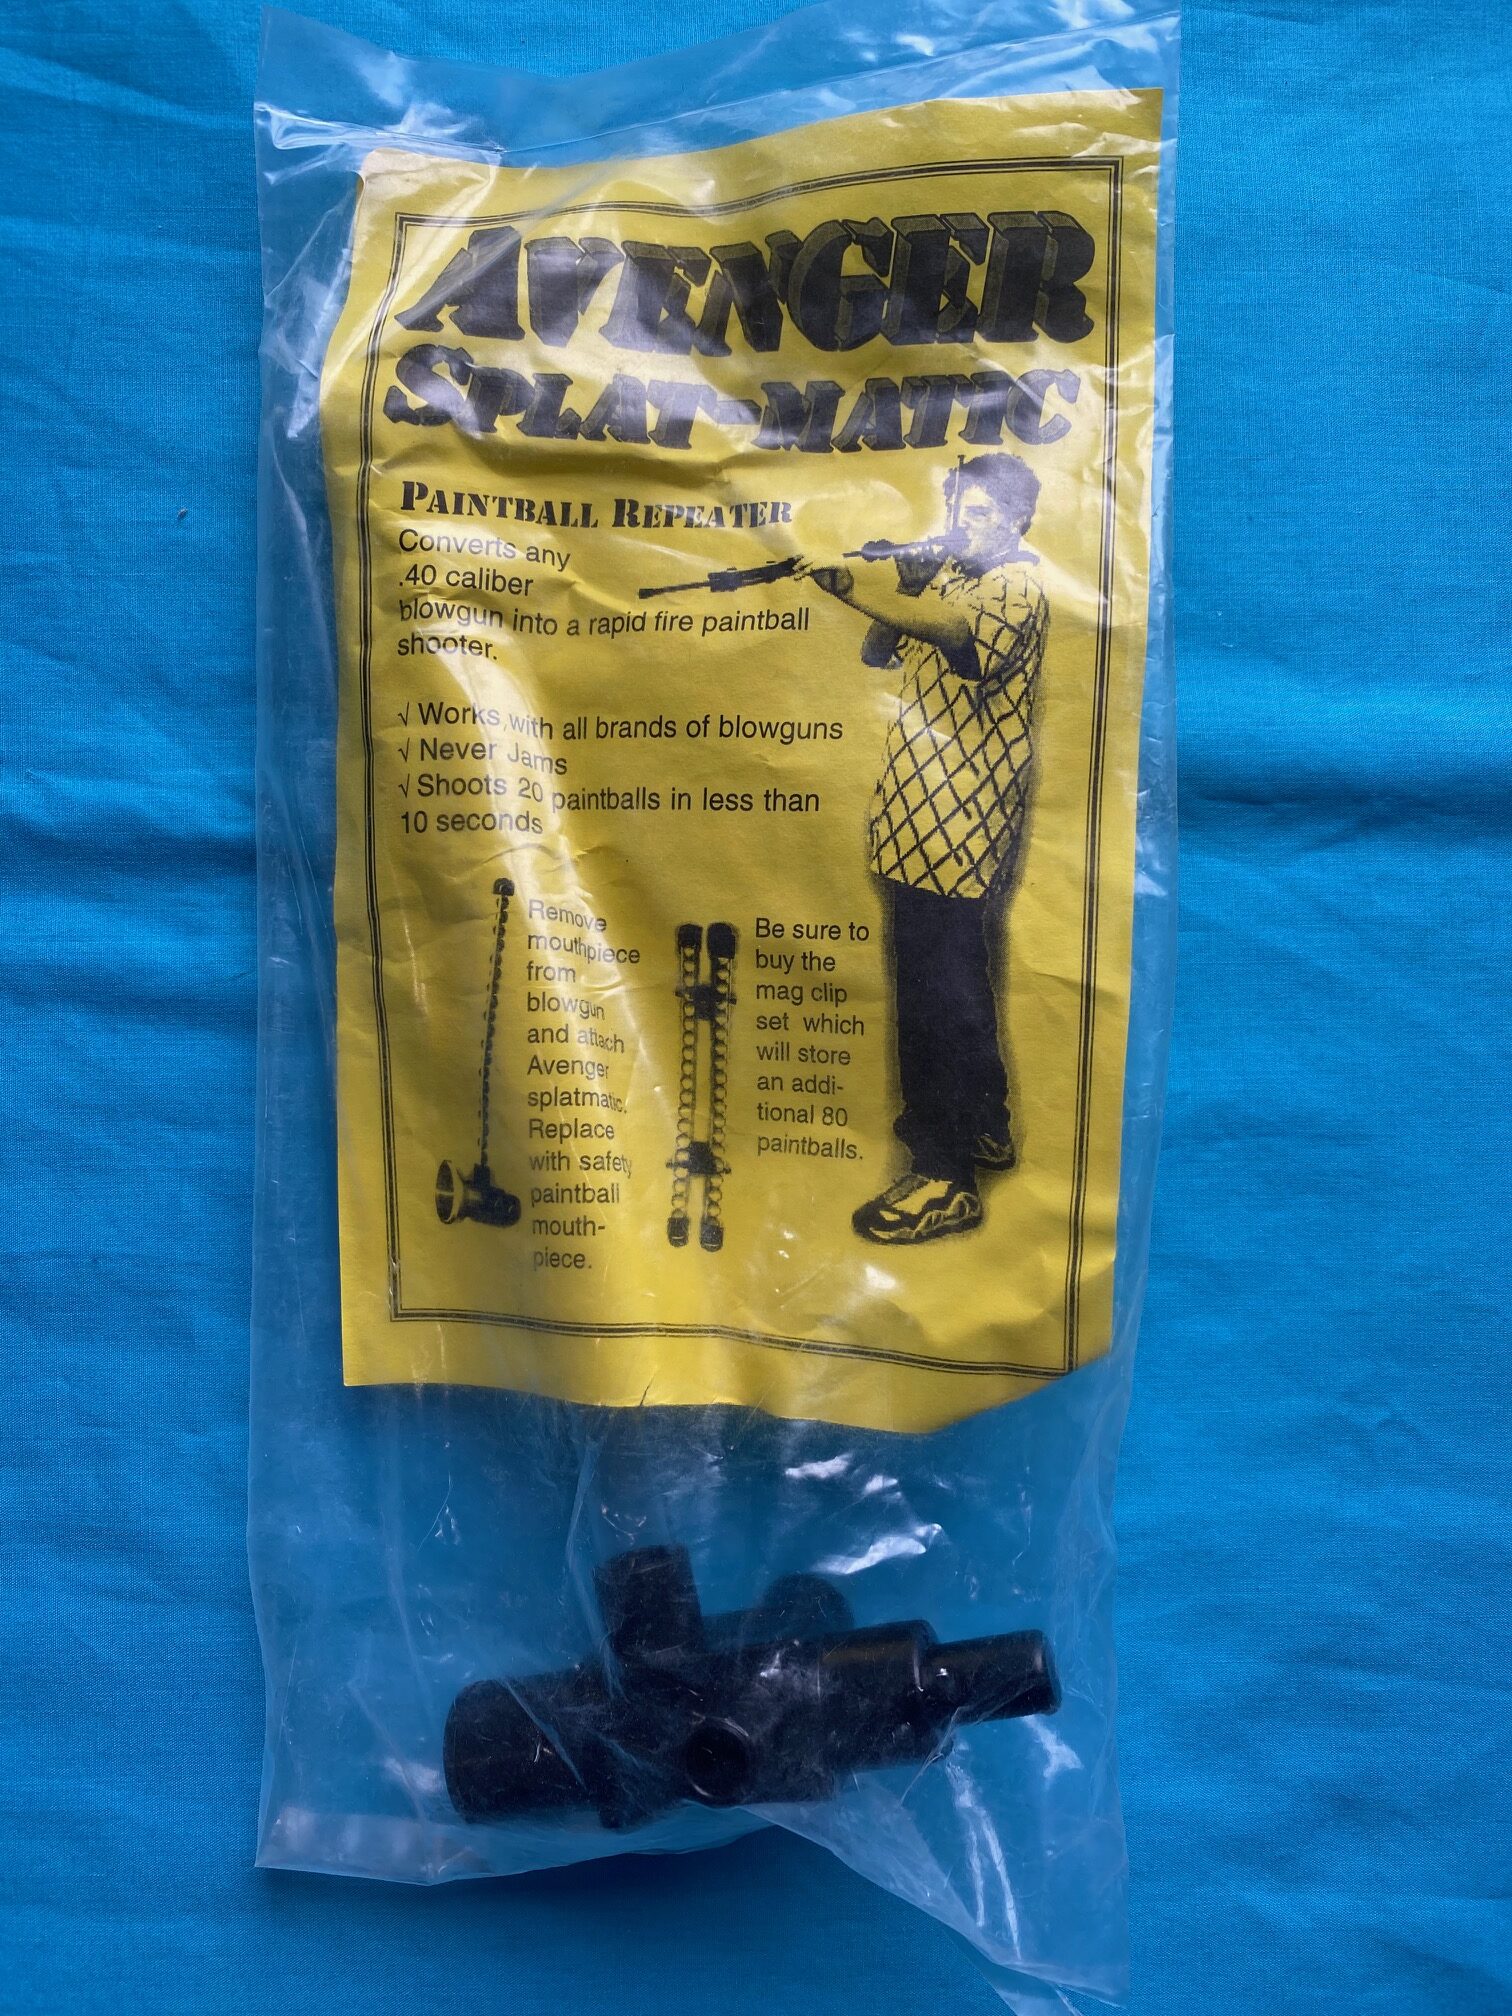 AVENGER
SPLAT-MATIC
PAINTBALL REPEATER
Converts any
.40 caliber
blowgun into a rapid fire paintball
shooter.
√ Works with all brands of blowguns
√ Never Jams
√ Shoots 20 paintballs in less than
10 seconds
Remove
mouthpiece
from
blowgun
and attach
Avenger
splatmatic.
Replace
with safety
paintball
mouth-
piece.
Be sure to
buy the
mag clip
set which
will store
an addi-
tional 80
paintballs.